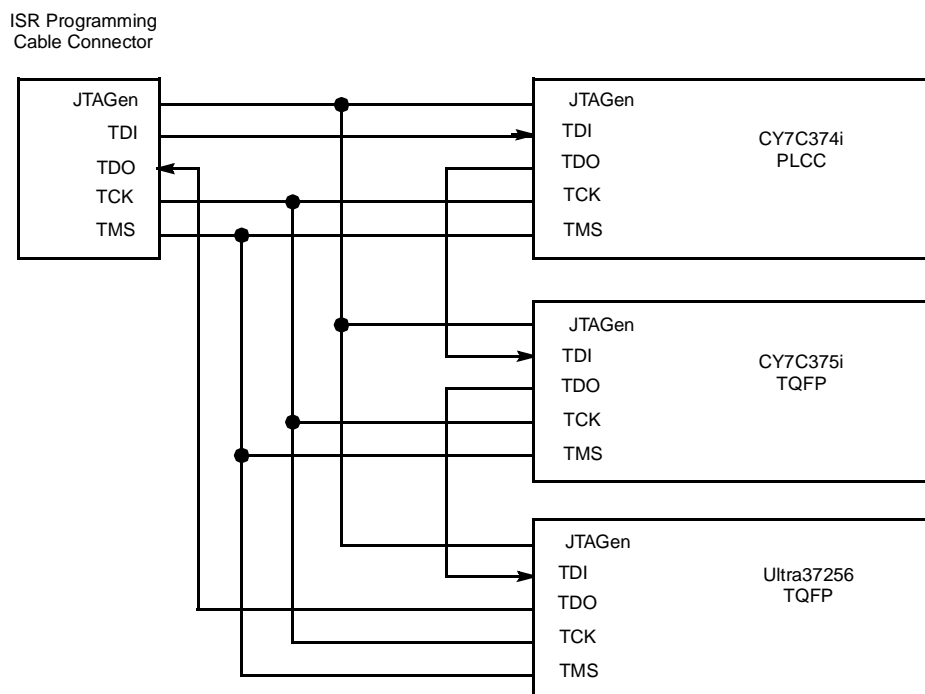 ISR Programming
Cable Connector
JTAGen
TDI
TDO
TCK
TMS
JTAGen
TDI
TDO
TCK
TMS
CY7C374i
PLCC
JTAGen
TDI
TDO
TCK
TMS
CY7C375i
TQFP
JTAGen
TDI
TDO
TCK
TMS
Ultra37256
TQFP